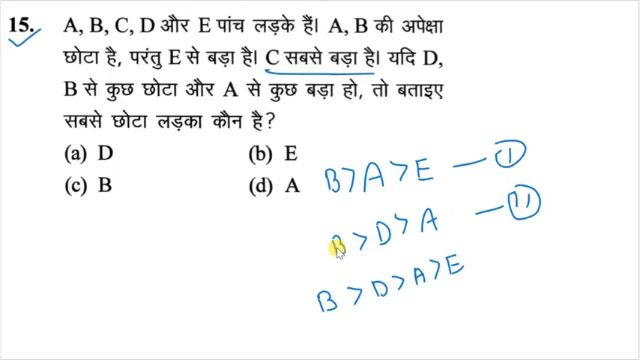 15. A, B, C, D और E पांच लड़के हैं। A, B की अपेक्षा
छोटा है, परंतु E से बड़ा है। C सबसे बड़ा है। यदि D,
B से कुछ छोटा और A से कुछ बड़ा हो, तो बताइए
सबसे छोटा लड़का कौन है?
(a) D (b) E
(c) B (d) A
B > A > E — (I)
B > D > A — (II)
B > D > A > E